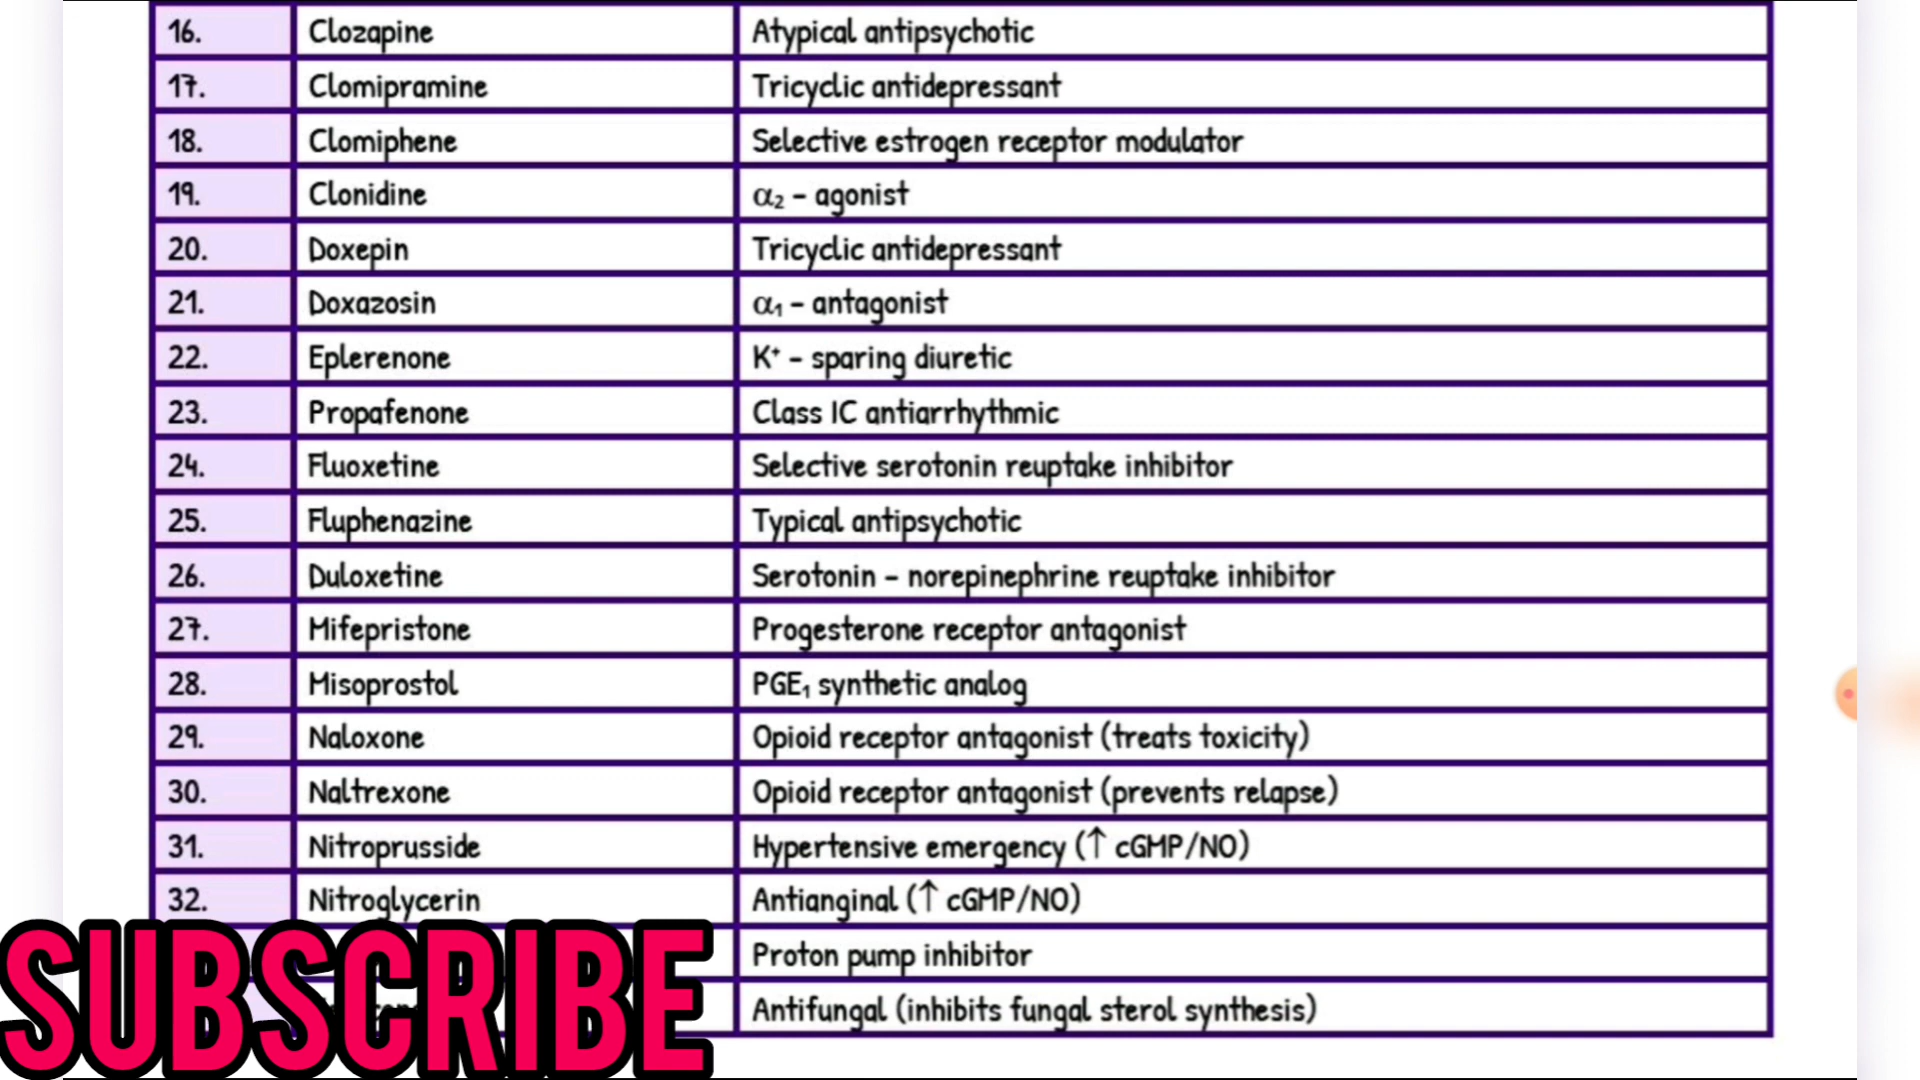 16. Clozapine Atypical antipsychotic
17. Clomipramine Tricyclic antidepressant
18. Clomiphene Selective estrogen receptor modulator
19. Clonidine α₂ – agonist
20. Doxepin Tricyclic antidepressant
21. Doxazosin α₁ – antagonist
22. Eplerenone K⁺ – sparing diuretic
23. Propafenone Class IC antiarrhythmic
24. Fluoxetine Selective serotonin reuptake inhibitor
25. Fluphenazine Typical antipsychotic
26. Duloxetine Serotonin – norepinephrine reuptake inhibitor
27. Mifepristone Progesterone receptor antagonist
28. Misoprostol PGE₁ synthetic analog
29. Naloxone Opioid receptor antagonist (treats toxicity)
30. Naltrexone Opioid receptor antagonist (prevents relapse)
31. Nitroprusside Hypertensive emergency (↑ cGMP/NO)
32. Nitroglycerin Antianginal (↑ cGMP/NO)
Proton pump inhibitor
Antifungal (inhibits fungal sterol synthesis)
SUBSCRIBE